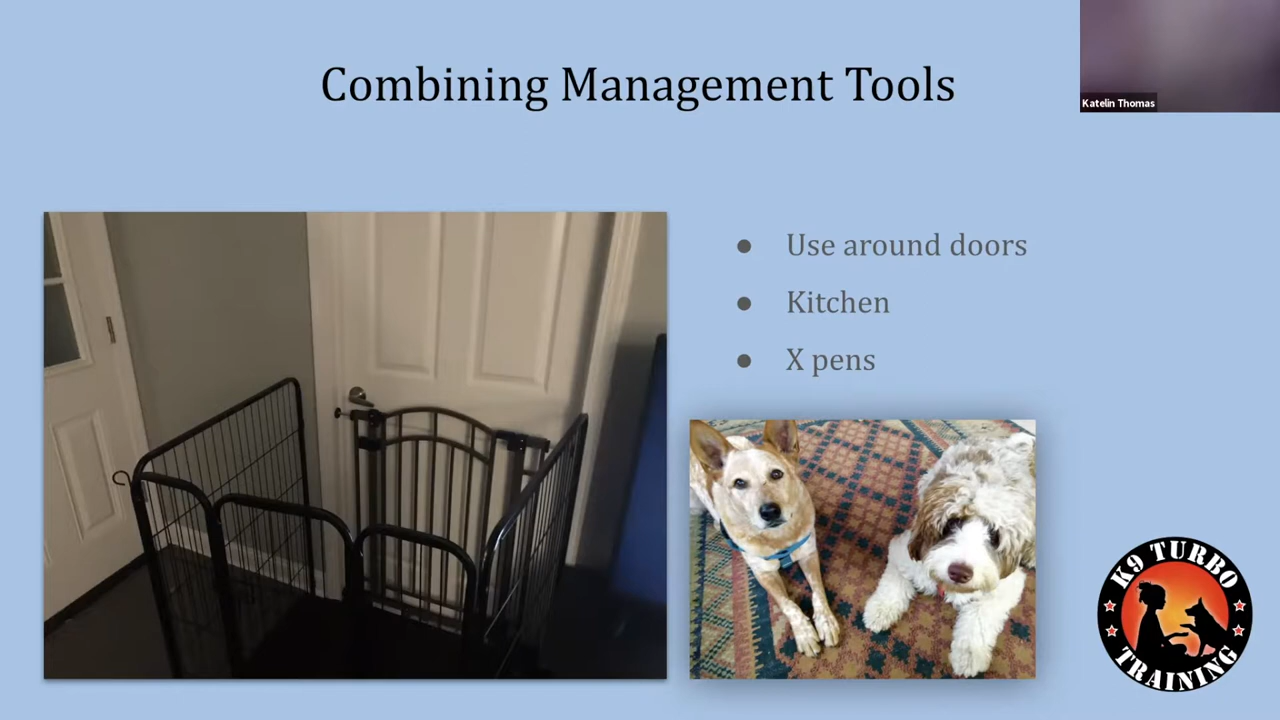 Combining Management Tools
Katelin Thomas
● Use around doors
● Kitchen
● X pens
K9 TURBO
TRAINING